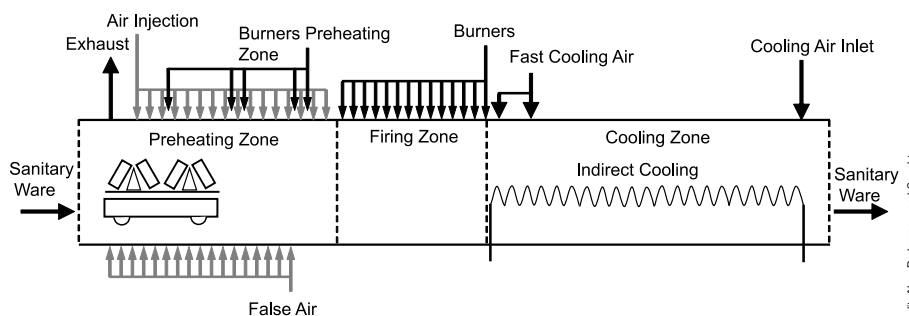 Air Injection
Exhaust
Burners Preheating
Zone
Burners
Fast Cooling Air
Cooling Air Inlet
Preheating Zone
Firing Zone
Cooling Zone
Indirect Cooling
Sanitary
Ware
Sanitary
Ware
False Air